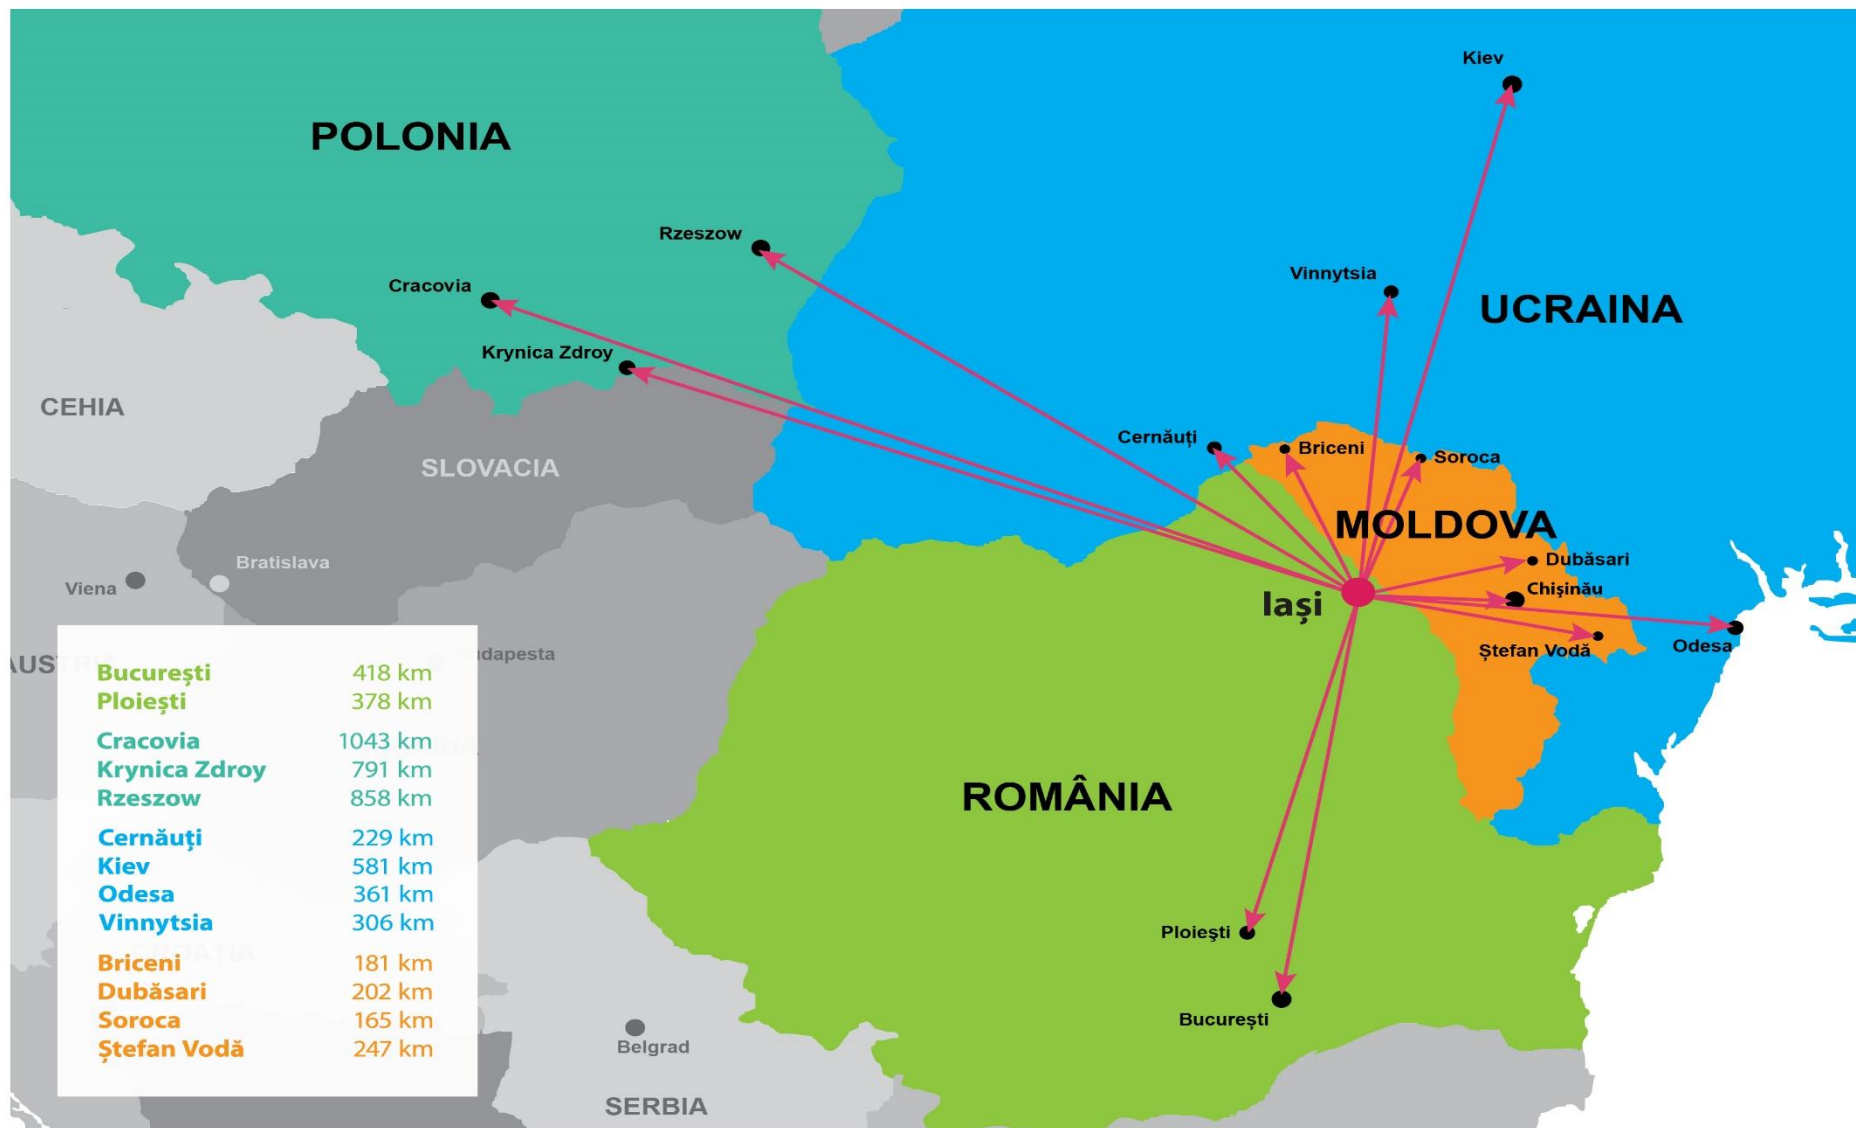 Kiev
POLONIA
Rzeszow
Vinnytsia
Cracovia
UCRAINA
Krynica Zdroy
CEHIA
Cernăuți
Briceni
Soroca
SLOVACIA
MOLDOVA
Bratislava
Dubăsari
Viena
Chişinău
Iași
Ștefan Vodă
Odesa
ROMÂNIA
Ploieşti
Bucureşti
Belgrad
SERBIA
București 418 km
Ploiești 378 km
Cracovia 1043 km
Krynica Zdroy 791 km
Rzeszow 858 km
Cernăuți 229 km
Kiev 581 km
Odesa 361 km
Vinnytsia 306 km
Briceni 181 km
Dubăsari 202 km
Soroca 165 km
Ștefan Vodă 247 km